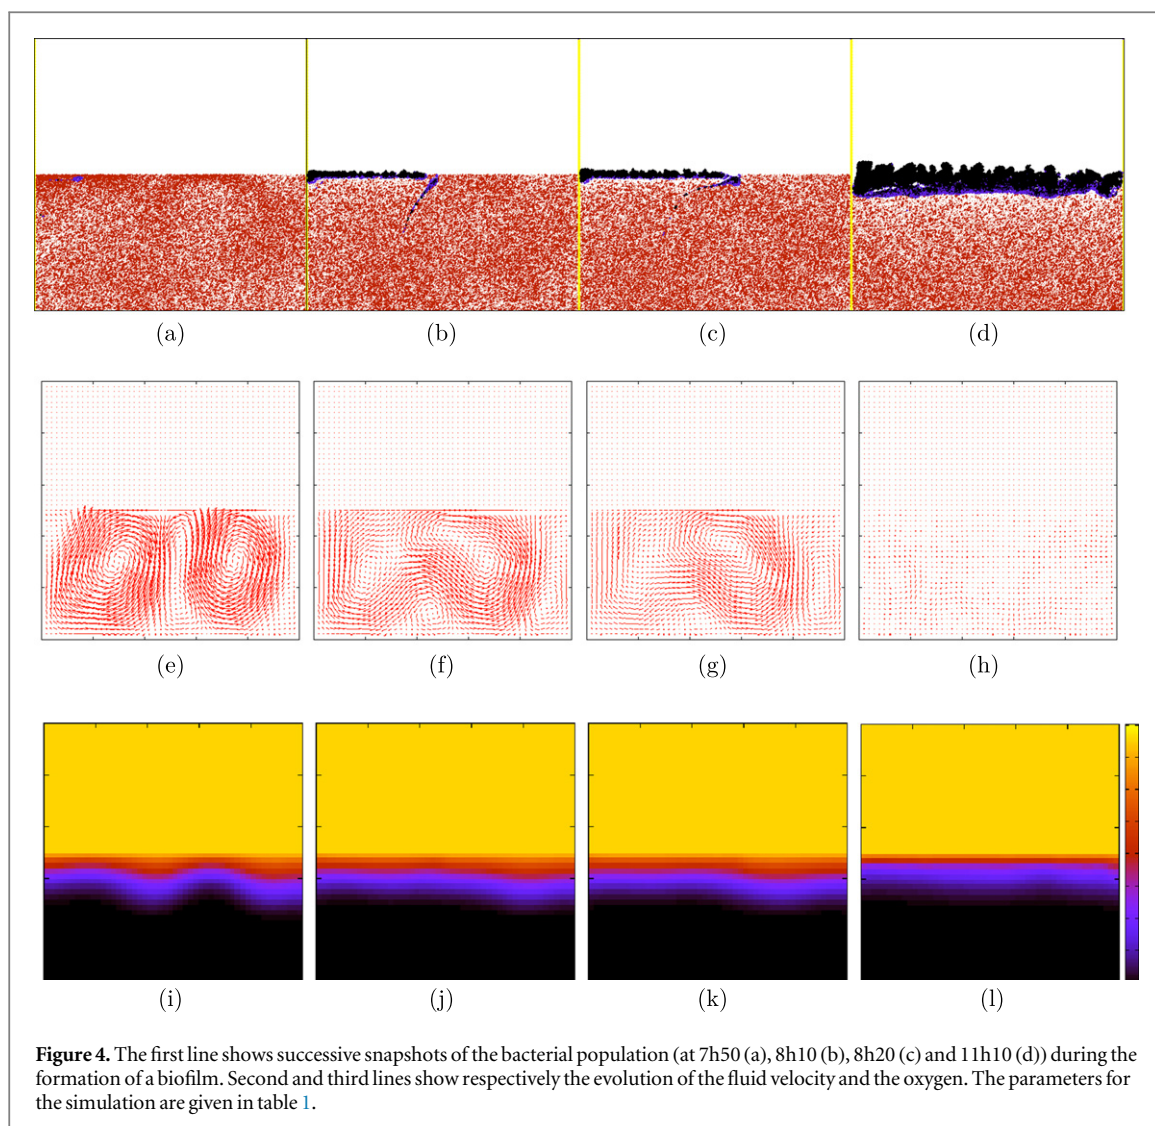 (a) (b) (c) (d)
(e) (f) (g) (h)
(i) (j) (k) (l)
Figure 4. The first line shows successive snapshots of the bacterial population (at 7h50 (a), 8h10 (b), 8h20 (c) and 11h10 (d)) during the
formation of a biofilm. Second and third lines show respectively the evolution of the fluid velocity and the oxygen. The parameters for
the simulation are given in table 1.